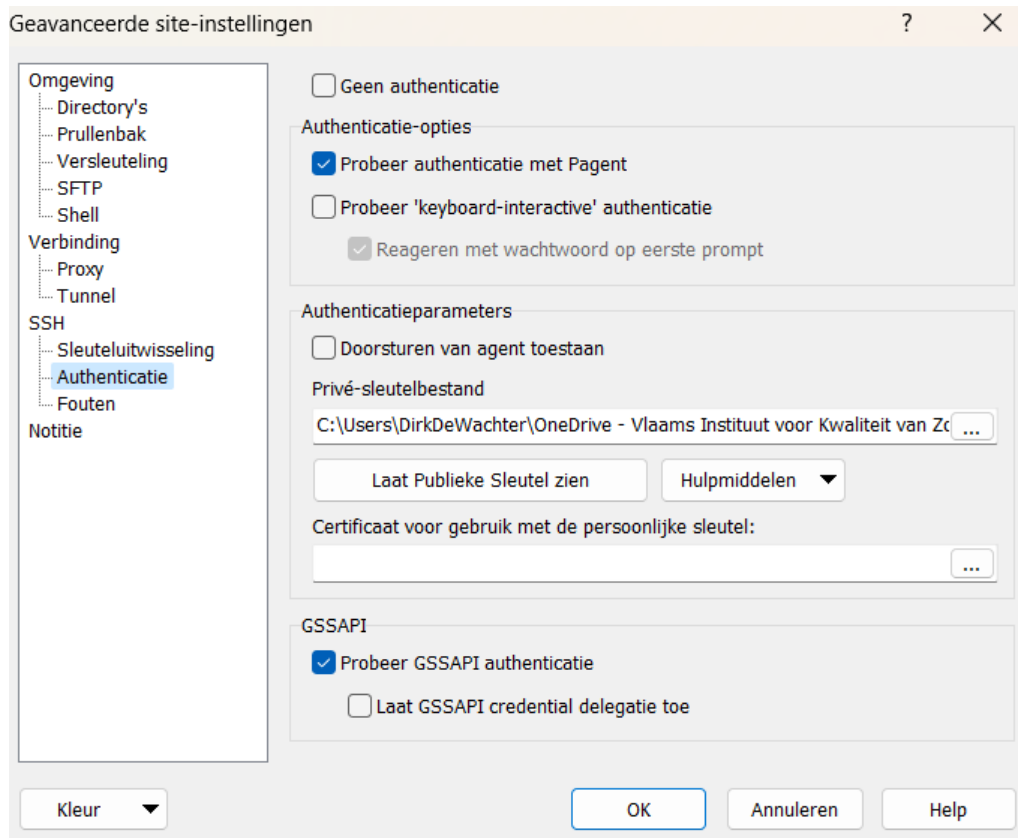 Geavanceerde site-instellingen ?
Omgeving
Directory's
Prullenbak
Versleuteling
SFTP
Shell
Verbinding
Proxy
Tunnel
SSH
Sleuteluitwisseling
Authenticatie
Fouten
Notitie
Geen authenticatie
Authenticatie-opties
Probeer authenticatie met Pagent
Probeer 'keyboard-interactive' authenticatie
Reageren met wachtwoord op eerste prompt
Authenticatieparameters
Doorsturen van agent toestaan
Privé-sleutelbestand
C:\Users\DirkDeWachter\OneDrive - Vlaams Instituut voor Kwaliteit van Zo ...
Laat Publieke Sleutel zien Hulpmiddelen
Certificaat voor gebruik met de persoonlijke sleutel:
...
GSSAPI
Probeer GSSAPI authenticatie
Laat GSSAPI credential delegatie toe
Kleur OK Annuleren Help